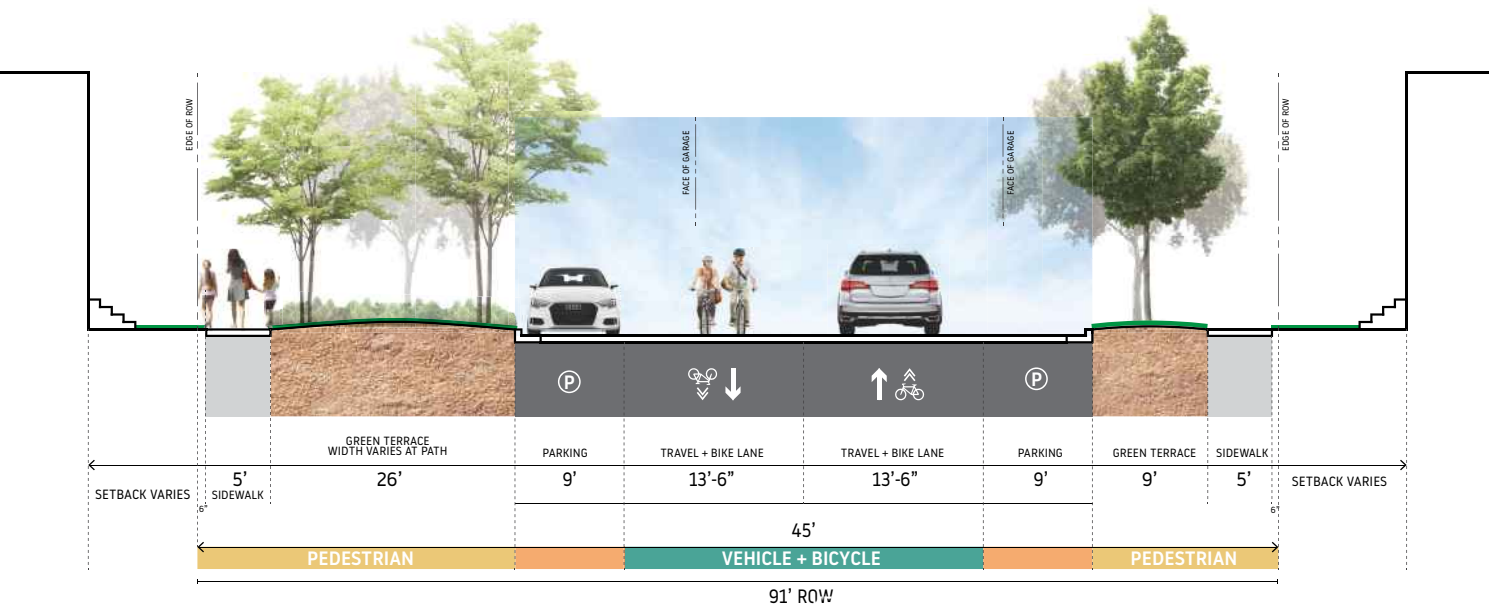 EDGE OF ROW
FACE OF GARAGE
FACE OF GARAGE
EDGE OF ROW
P
P
GREEN TERRACE
WIDTH VARIES AT PATH
PARKING
TRAVEL + BIKE LANE
TRAVEL + BIKE LANE
PARKING
GREEN TERRACE
SIDEWALK
SETBACK VARIES
5’
SIDEWALK
26’
9’
13’-6”
13’-6”
9’
9’
5’
SETBACK VARIES
6"
6"
45’
PEDESTRIAN
VEHICLE + BICYCLE
PEDESTRIAN
91’ ROW